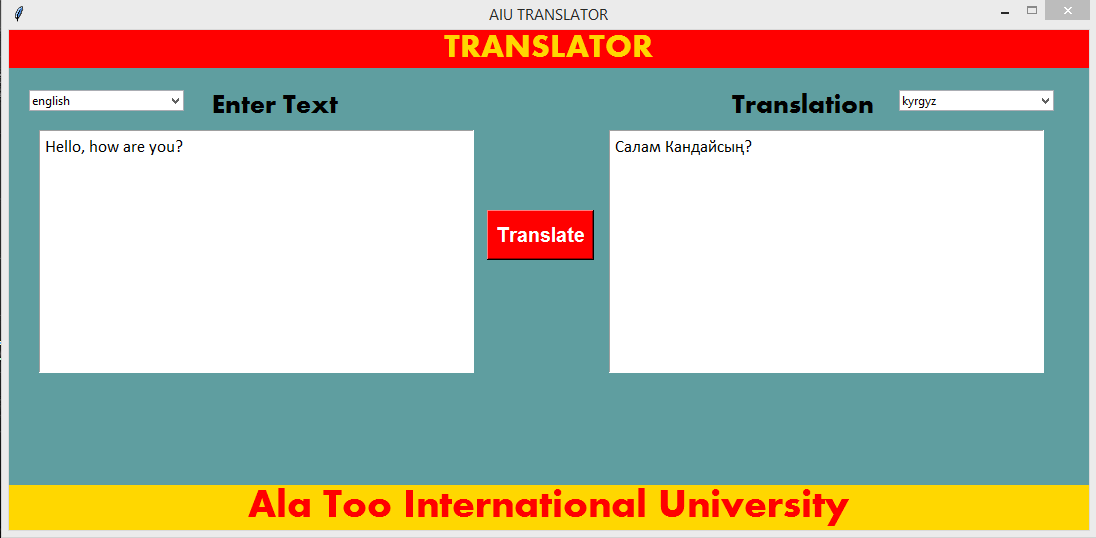 AIU TRANSLATOR
TRANSLATOR
english
Enter Text
Translation
kyrgyz
Hello, how are you?
Салам Кандайсың?
Translate
Ala Too International University